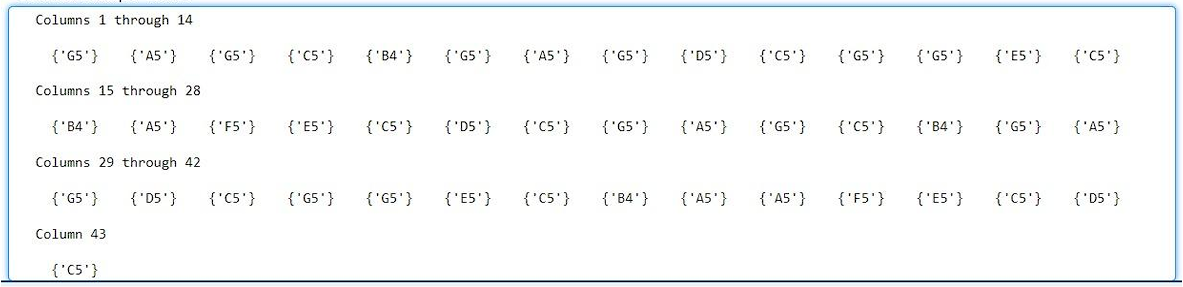 Columns 1 through 14
{'G5'} {'A5'} {'G5'} {'C5'} {'B4'} {'G5'} {'A5'} {'G5'} {'D5'} {'C5'} {'G5'} {'G5'} {'E5'} {'C5'}
Columns 15 through 28
{'B4'} {'A5'} {'F5'} {'E5'} {'C5'} {'D5'} {'C5'} {'G5'} {'A5'} {'G5'} {'C5'} {'B4'} {'G5'} {'A5'}
Columns 29 through 42
{'G5'} {'D5'} {'C5'} {'G5'} {'G5'} {'E5'} {'C5'} {'B4'} {'A5'} {'A5'} {'F5'} {'E5'} {'C5'} {'D5'}
Column 43
{'C5'}